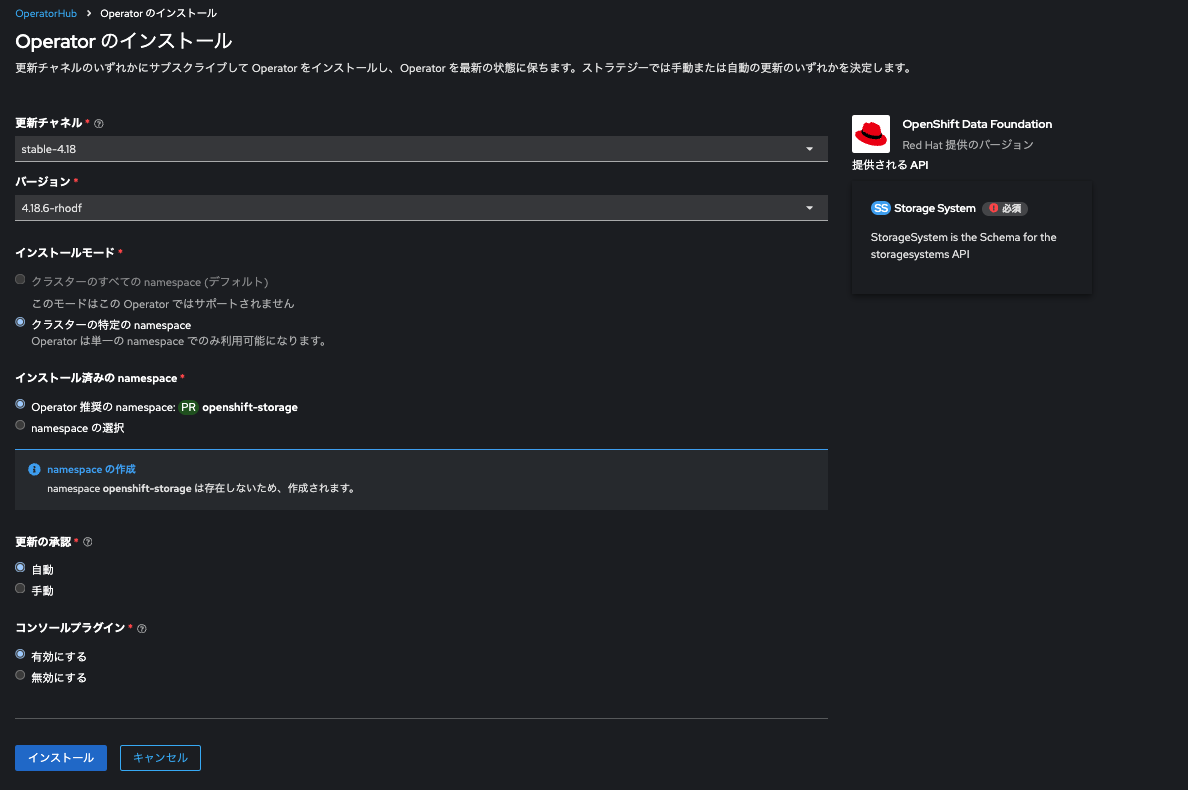 OperatorHub > Operator のインストール
Operator のインストール
更新チャネルのいずれかにサブスクライブして Operator をインストールし、Operator を最新の状態に保ちます。ストラテジーでは手動または自動の更新のいずれかを決定します。
更新チャネル *
stable-4.18
バージョン *
4.18.6-rhodf
インストールモード *
クラスターのすべての namespace (デフォルト)
このモードはこの Operator ではサポートされません
クラスターの特定の namespace
Operator は単一の namespace でのみ利用可能になります。
インストール済みの namespace *
Operator 推奨の namespace: PR openshift-storage
namespace の選択
namespace の作成
namespace openshift-storage は存在しないため、作成されます。
更新の承認 *
自動
手動
コンソールプラグイン *
有効にする
無効にする
インストール キャンセル
OpenShift Data Foundation
Red Hat 提供のバージョン
提供される API
SS Storage System 必須
StorageSystem is the Schema for the
storagesystems API